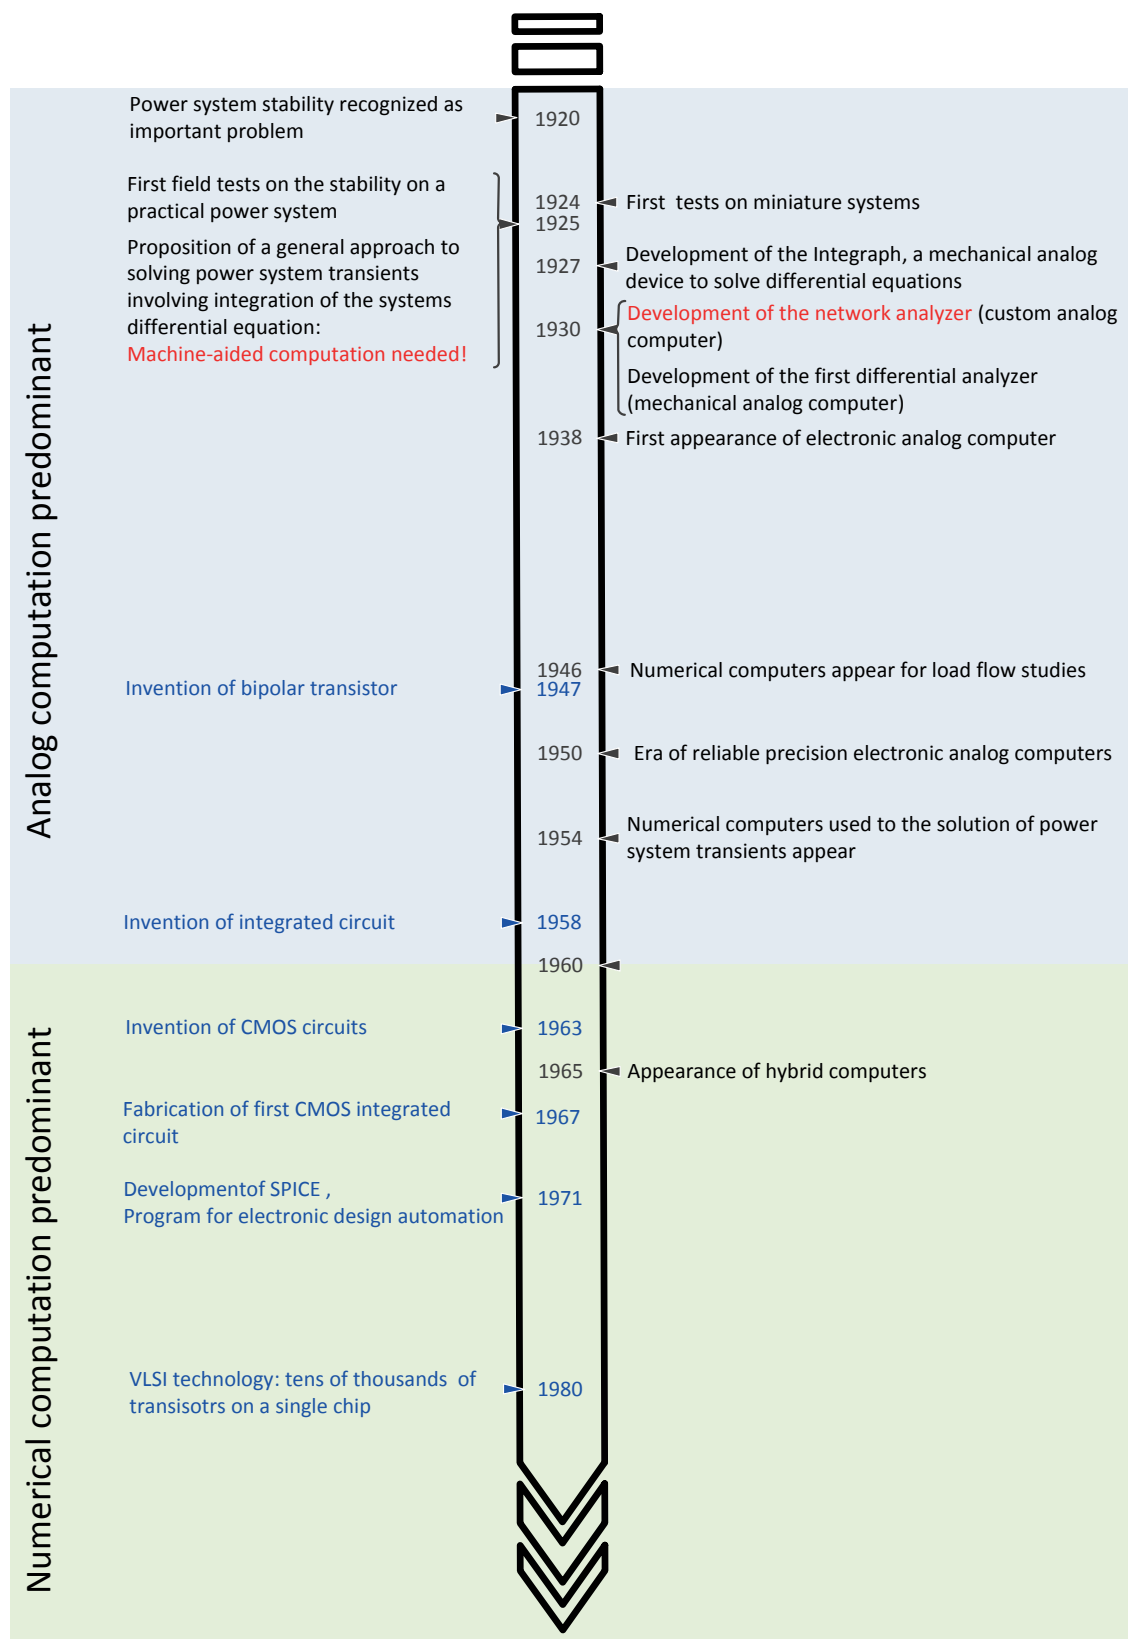 Analog computation predominant
Power system stability recognized as
important problem
1920
First field tests on the stability on a
practical power system
Proposition of a general approach to
solving power system transients
involving integration of the systems
differential equation:
Machine-aided computation needed!
1924
First tests on miniature systems
1925
1927
Development of the Integraph, a mechanical analog
device to solve differential equations
1930
Development of the network analyzer (custom analog
computer)
Development of the first differential analyzer
(mechanical analog computer)
1938
First appearance of electronic analog computer
1946
Numerical computers appear for load flow studies
Invention of bipolar transistor
1947
1950
Era of reliable precision electronic analog computers
1954
Numerical computers used to the solution of power
system transients appear
Invention of integrated circuit
1958
1960
Numerical computation predominant
Invention of CMOS circuits
1963
1965
Appearance of hybrid computers
Fabrication of first CMOS integrated
circuit
1967
Developmentof SPICE ,
Program for electronic design automation
1971
VLSI technology: tens of thousands of
transisotrs on a single chip
1980